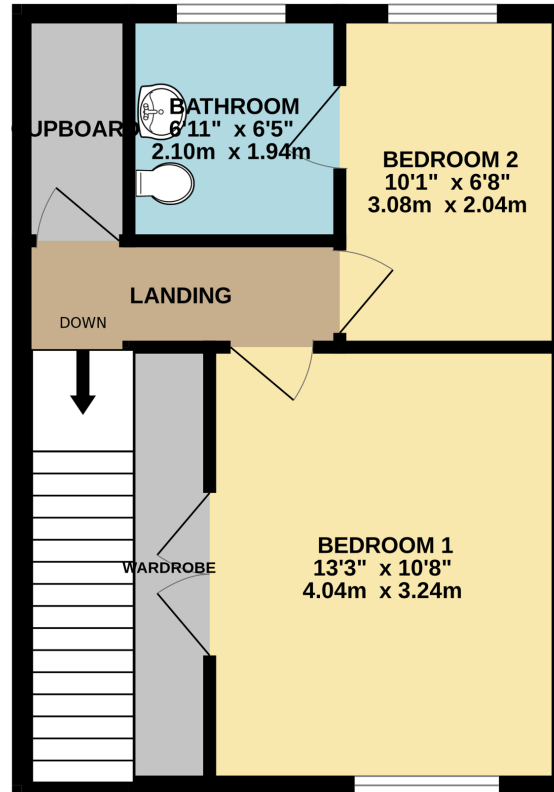 CUPBOARD
BATHROOM
6'11" x 6'5"
2.10m x 1.94m
BEDROOM 2
10'1" x 6'8"
3.08m x 2.04m
LANDING
DOWN
WARDROBE
BEDROOM 1
13'3" x 10'8"
4.04m x 3.24m